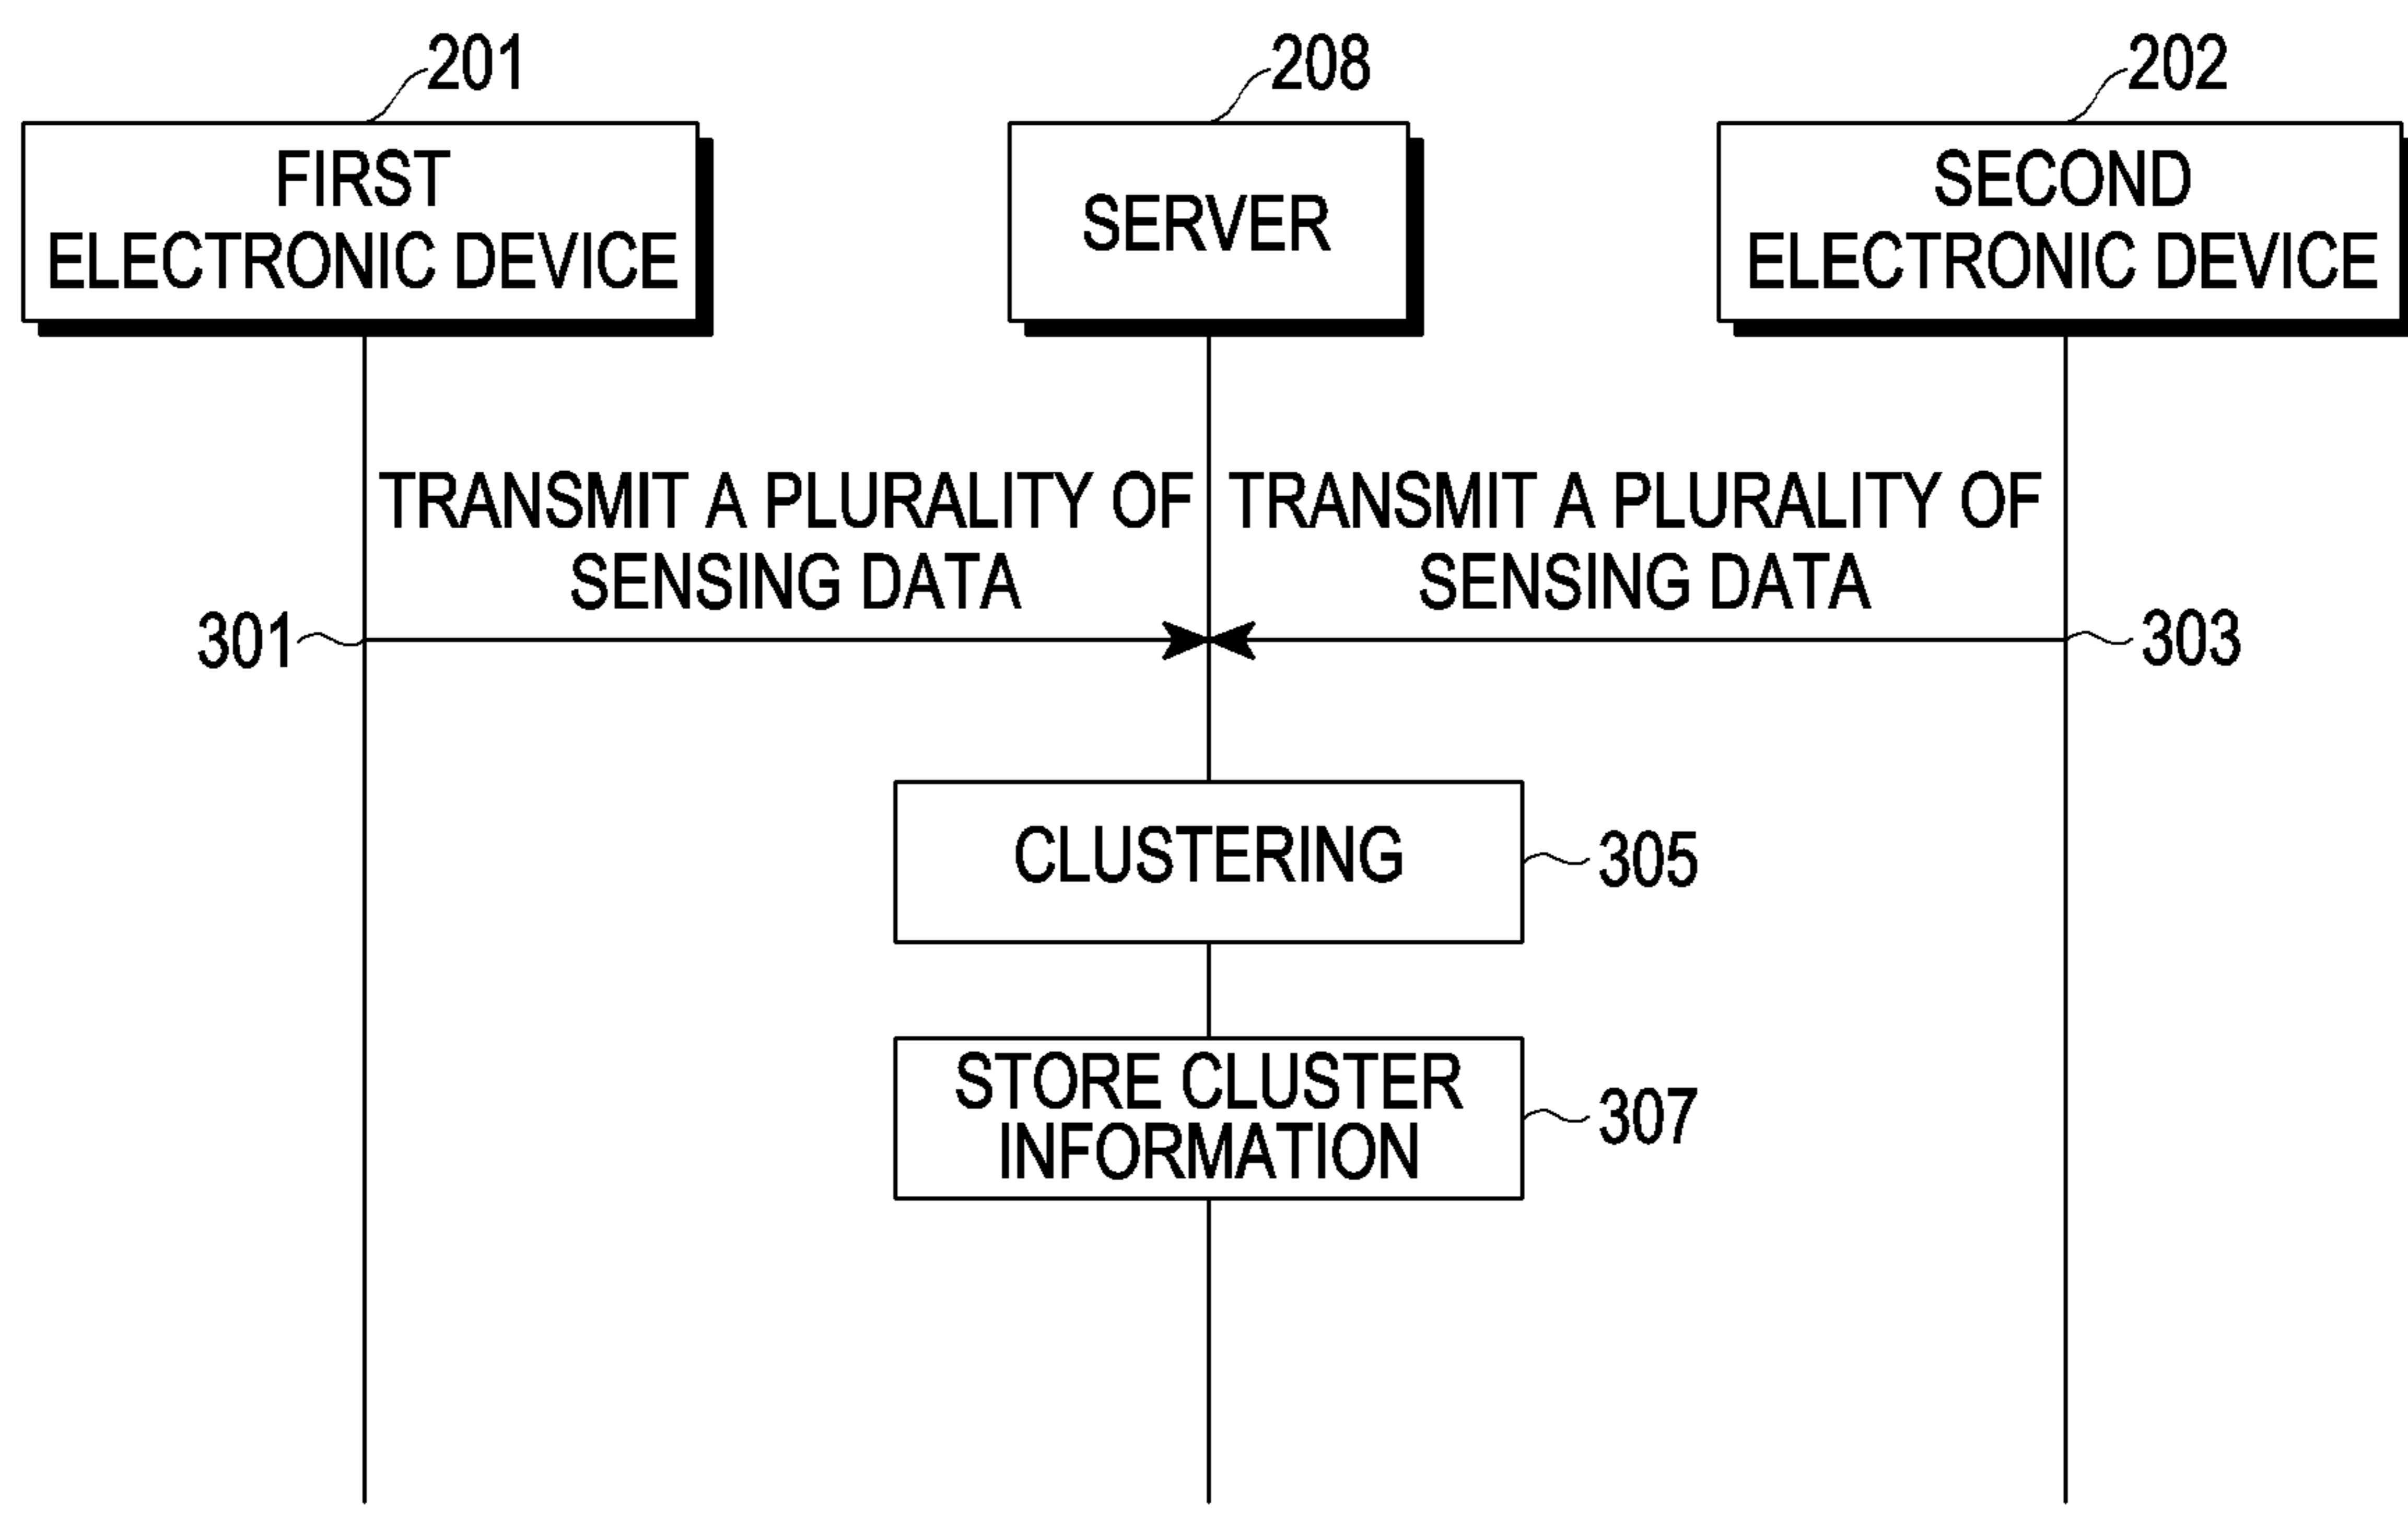 201
208
202
FIRST
ELECTRONIC DEVICE
SERVER
SECOND
ELECTRONIC DEVICE
TRANSMIT A PLURALITY OF
SENSING DATA
TRANSMIT A PLURALITY OF
SENSING DATA
301
303
CLUSTERING
305
STORE CLUSTER
INFORMATION
307